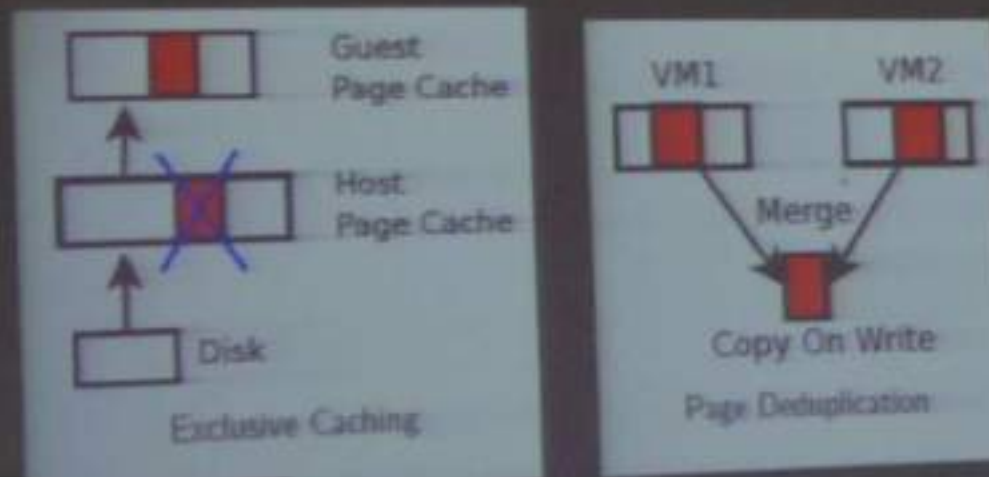 Guest
Page Cache
Host
Page Cache
Disk
Exclusive Caching
VM1
VM2
Merge
Copy On Write
Page Deduplication